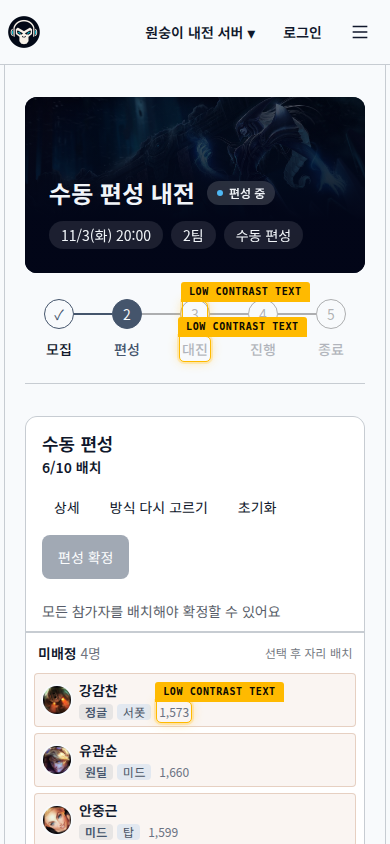 원숭이 내전 서버 ▾ 로그인
수동 편성 내전 편성 중
11/3(화) 20:00 2팀 수동 편성
LOW CONTRAST TEXT
✓ 2 3 4 5
LOW CONTRAST TEXT
모집 편성 대진 진행 종료
수동 편성
6/10 배치
상세 방식 다시 고르기 초기화
편성 확정
모든 참가자를 배치해야 확정할 수 있어요
미배정 4명 선택 후 자리 배치
강감찬 LOW CONTRAST TEXT
정글 서폿 1,573
유관순
원딜 미드 1,660
안중근
미드 탑 1,599